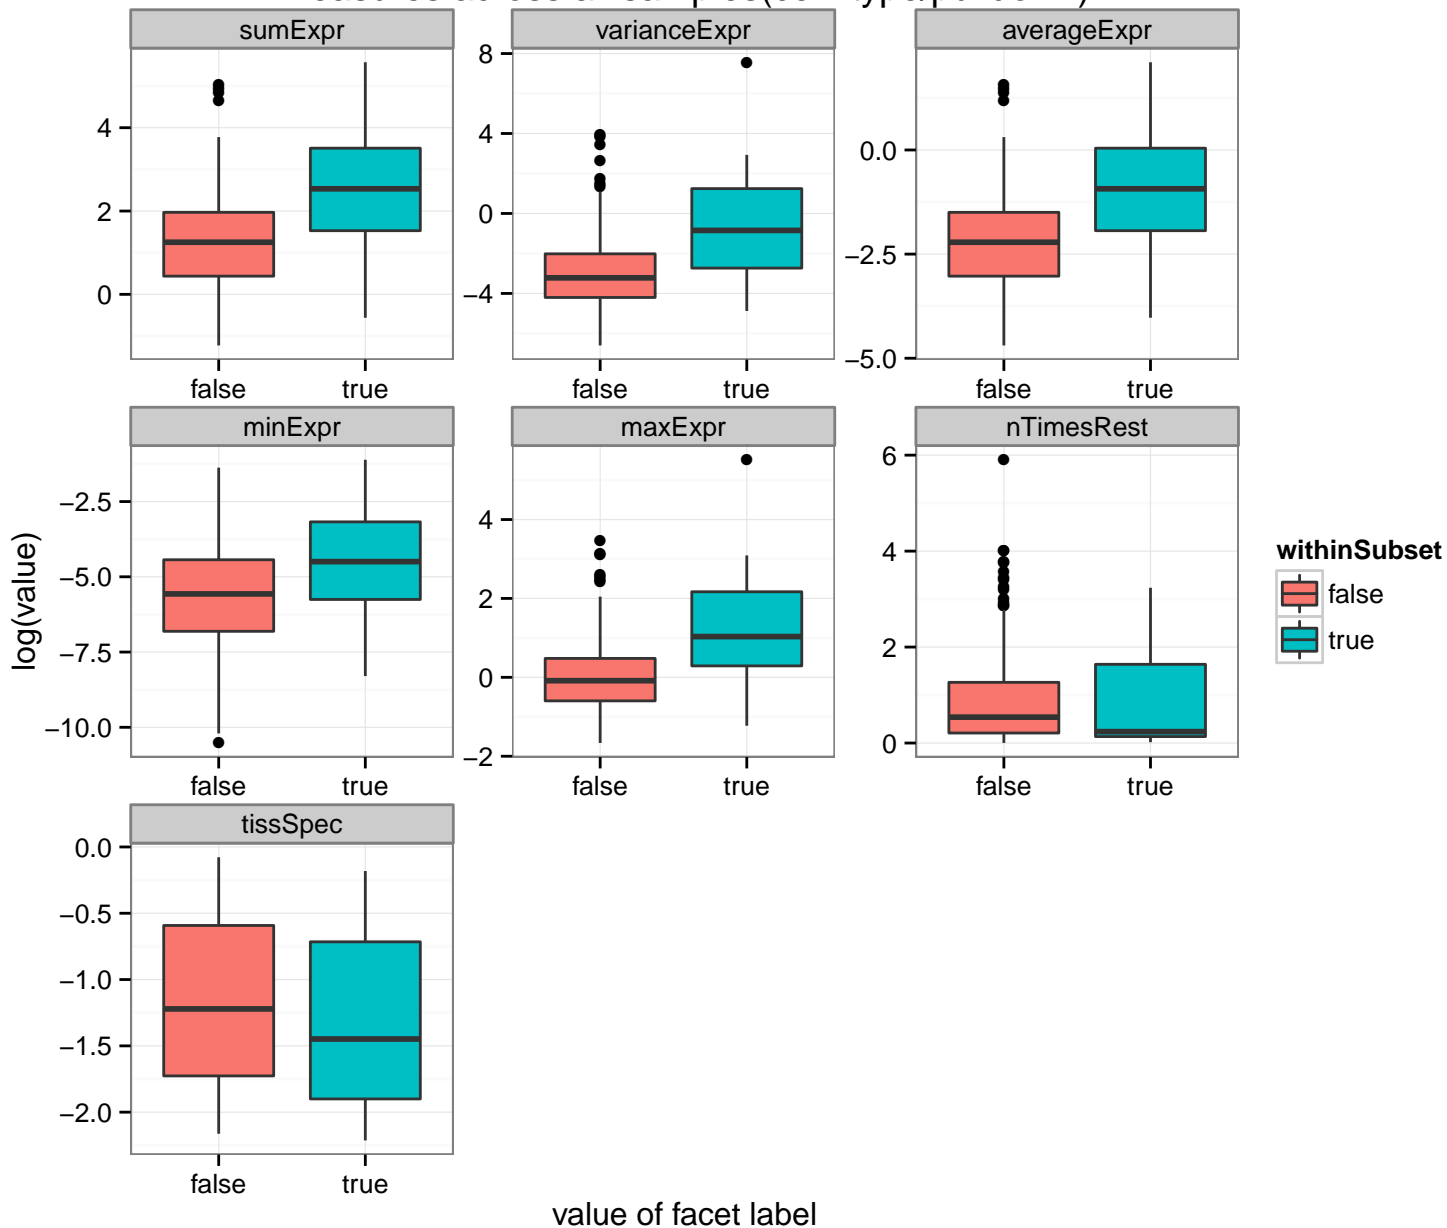 sumExpr varianceExpr averageExpr
4
2
0
8
4
0
−4
0.0
−2.5
−5.0
false true false true false true
minExpr maxExpr nTimesRest
−2.5
−5.0
−7.5
−10.0
4
2
0
−2
6
4
2
0
false true false true false true
tissSpec
0.0
−0.5
−1.0
−1.5
−2.0
false true
log(value)
value of facet label
withinSubset
false
true